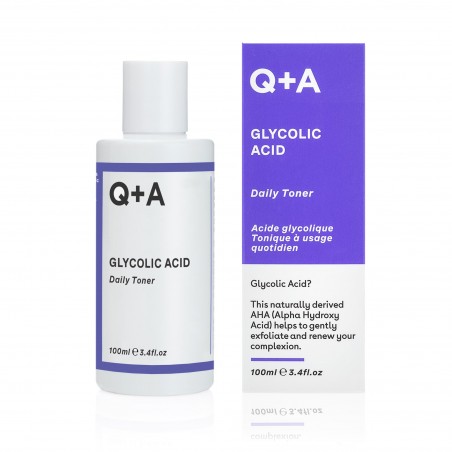 Q+A
GLYCOLIC ACID
Daily Toner
100ml ℮ 3.4fl.oz
Q+A
GLYCOLIC
ACID
Daily Toner
Acide glycolique
Tonique à usage
quotidien
Glycolic Acid?
This naturally derived
AHA (Alpha Hydroxy
Acid) helps to gently
exfoliate and renew your
complexion.
100ml ℮ 3.4fl.oz